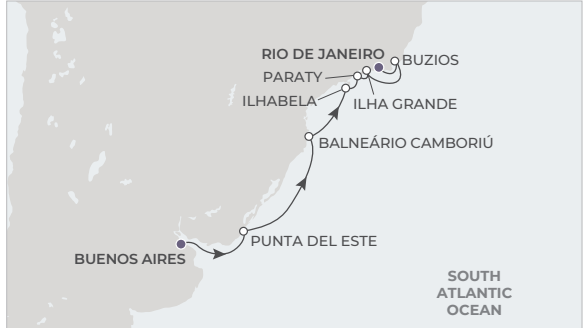 RIO DE JANEIRO
BUZIOS
PARATY
ILHABELA
ILHA GRANDE
BALNEÁRIO CAMBORIÚ
PUNTA DEL ESTE
BUENOS AIRES
SOUTH
ATLANTIC
OCEAN